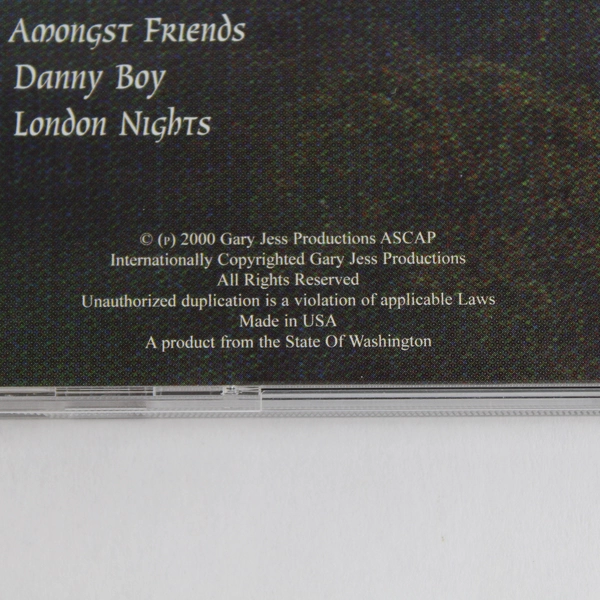 Amongst Friends
Danny Boy
London Nights
© (P) 2000 Gary Jess Productions ASCAP
Internationally Copyrighted Gary Jess Productions
All Rights Reserved
Unauthorized duplication is a violation of applicable Laws
Made in USA
A product from the State Of Washington